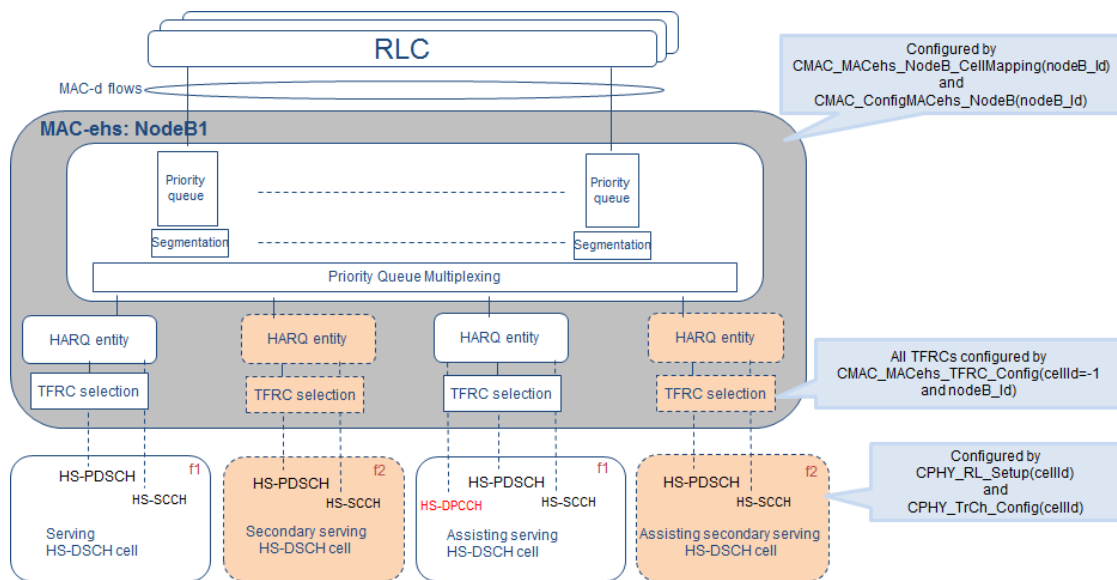 RLC
Configured by
CMAC_MACehs_NodeB_CellMapping(nodeB_Id)
and
CMAC_ConfigMACehs_NodeB(nodeB_Id)
MAC-d flows
MAC-ehs: NodeB1
Priority
queue
Priority
queue
Segmentation
Segmentation
Priority Queue Multiplexing
HARQ entity
HARQ entity
HARQ entity
HARQ entity
All TFRCs configured by
CMAC_MACehs_TFRC_Config(cellId=-1
and nodeB_Id)
TFRC selection
TFRC selection
TFRC selection
TFRC selection
f1
HS-PDSCH
HS-SCCH
Serving
HS-DSCH cell
f2
HS-PDSCH
HS-SCCH
Secondary serving
HS-DSCH cell
f1
HS-PDSCH
HS-DPCCH
HS-SCCH
Assisting serving
HS-DSCH cell
f2
HS-PDSCH
HS-SCCH
Assisting secondary serving
HS-DSCH cell
Configured by
CPHY_RL_Setup(cellId)
and
CPHY_TrCh_Config(cellId)